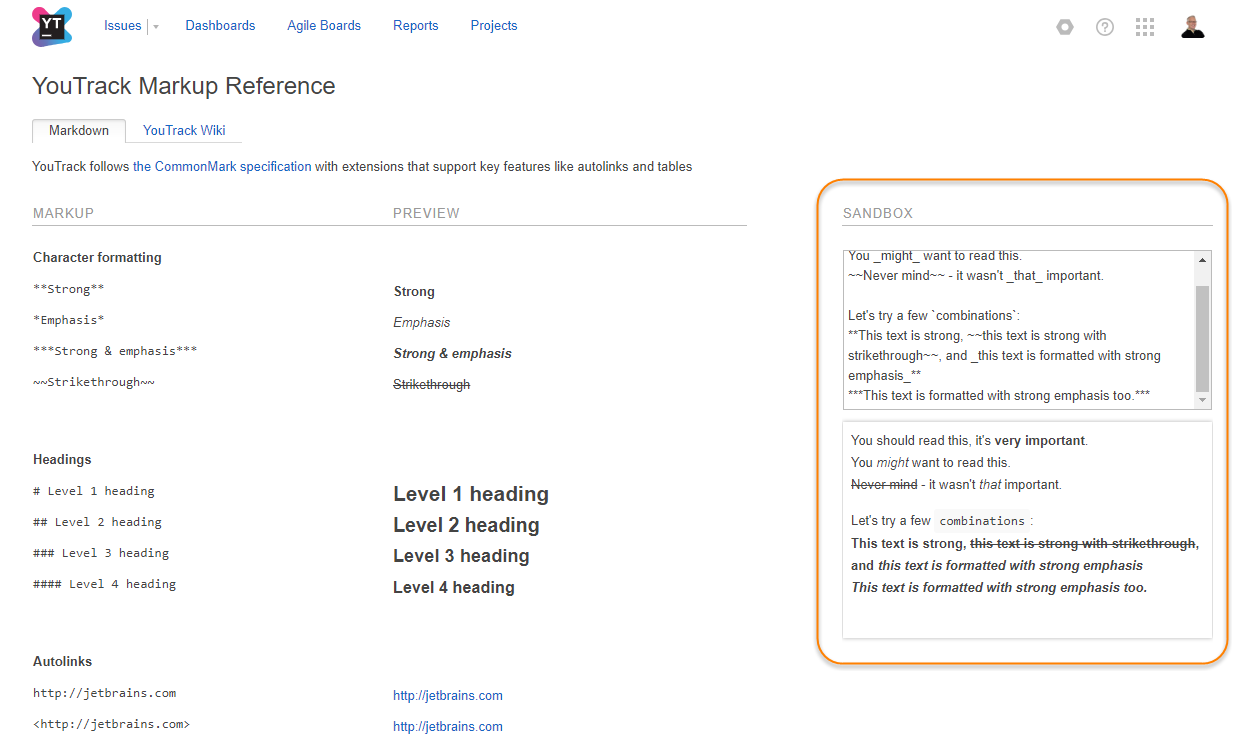 YT
Issues
Dashboards
Agile Boards
Reports
Projects
YouTrack Markup Reference
Markdown
YouTrack Wiki
YouTrack follows the CommonMark specification with extensions that support key features like autolinks and tables
MARKUP
PREVIEW
Character formatting
**Strong**
Strong
*Emphasis*
Emphasis
***Strong & emphasis***
Strong & emphasis
~~Strikethrough~~
Strikethrough
Headings
# Level 1 heading
Level 1 heading
## Level 2 heading
Level 2 heading
### Level 3 heading
Level 3 heading
#### Level 4 heading
Level 4 heading
Autolinks
http://jetbrains.com
http://jetbrains.com
<http://jetbrains.com>
http://jetbrains.com
SANDBOX
You _might_ want to read this.
~~Never mind~~ - it wasn't _that_ important.
Let's try a few `combinations`:
**This text is strong, ~~this text is strong with
strikethrough~~, and _this text is formatted with strong
emphasis_**
***This text is formatted with strong emphasis too.***
You should read this, it's very important.
You might want to read this.
Never mind - it wasn't that important.
Let's try a few combinations:
This text is strong, this text is strong with strikethrough,
and this text is formatted with strong emphasis
This text is formatted with strong emphasis too.